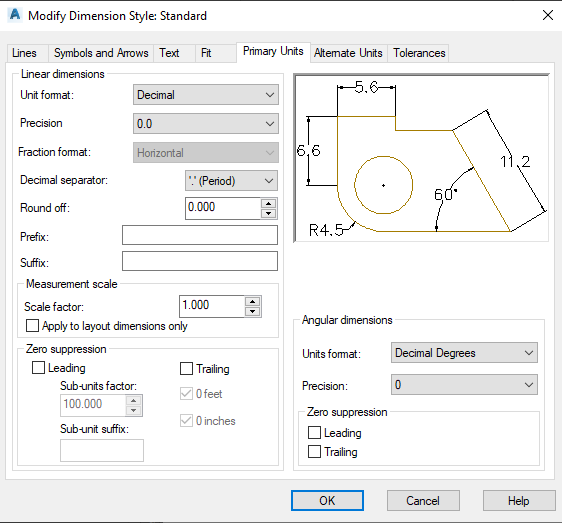 Modify Dimension Style: Standard
Lines Symbols and Arrows Text Fit Primary Units Alternate Units Tolerances
Linear dimensions
Unit format: Decimal
Precision 0.0
Fraction format: Horizontal
Decimal separator: '.' (Period)
Round off: 0.000
Prefix:
Suffix:
Measurement scale
Scale factor: 1.000
Apply to layout dimensions only
Zero suppression
Leading
Trailing
Sub-units factor:
0 feet
100.000
0 inches
Sub-unit suffix:
5.6
6.6
11.2
60°
R4.5
Angular dimensions
Units format: Decimal Degrees
Precision: 0
Zero suppression
Leading
Trailing
OK Cancel Help